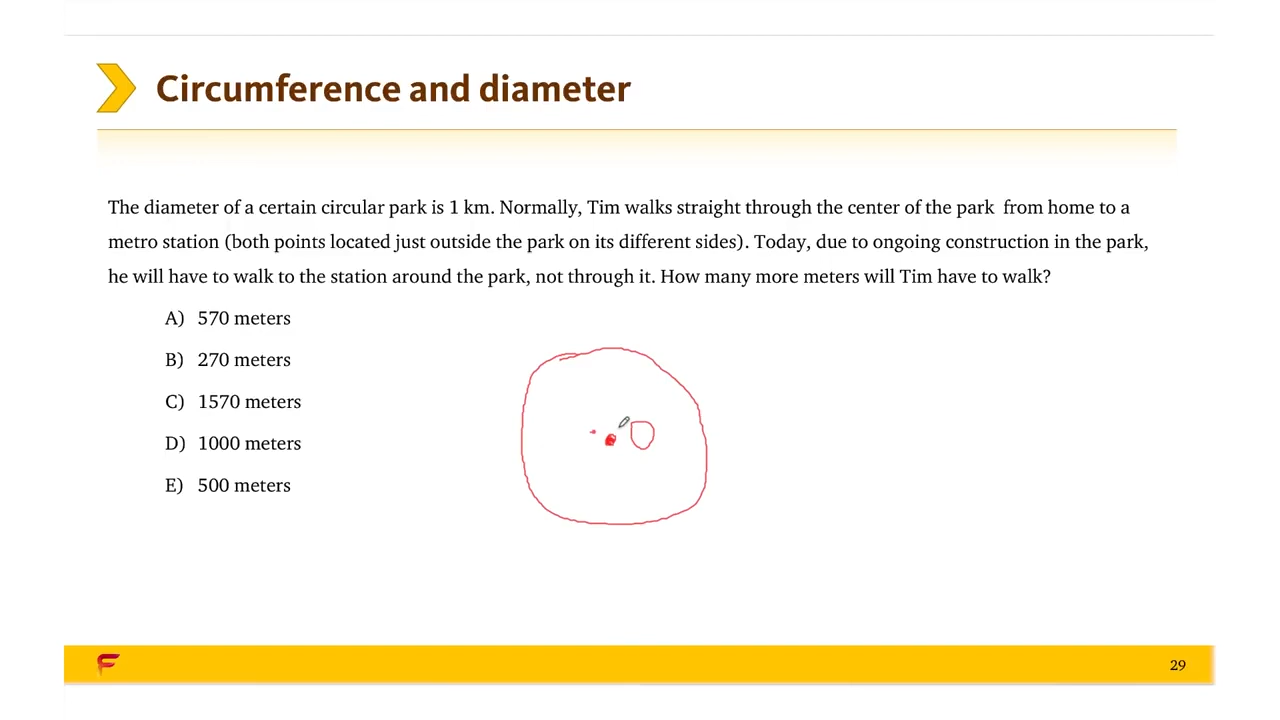 Circumference and diameter
The diameter of a certain circular park is 1 km. Normally, Tim walks straight through the center of the park from home to a
metro station (both points located just outside the park on its different sides). Today, due to ongoing construction in the park,
he will have to walk to the station around the park, not through it. How many more meters will Tim have to walk?
A) 570 meters
B) 270 meters
C) 1570 meters
D) 1000 meters
E) 500 meters
F
29